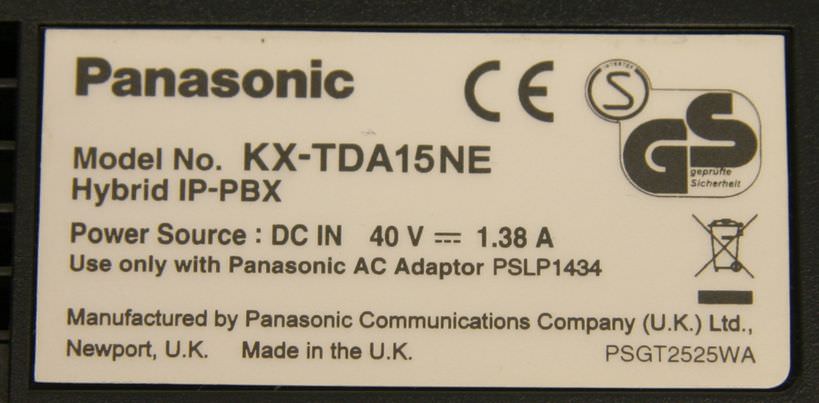 Panasonic
CE
INTERTEK
S
GS
geprüfte
Sicherheit
Model No. KX-TDA15NE
Hybrid IP-PBX
Power Source : DC IN 40 V ⎓ 1.38 A
Use only with Panasonic AC Adaptor PSLP1434
Manufactured by Panasonic Communications Company (U.K.) Ltd.,
Newport, U.K. Made in the U.K.
PSGT2525WA